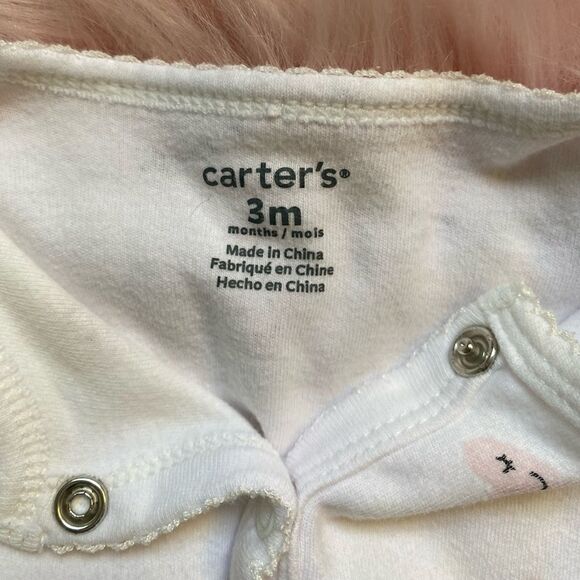 carter's®
3m
months / mois
Made in China
Fabriqué en Chine
Hecho en China